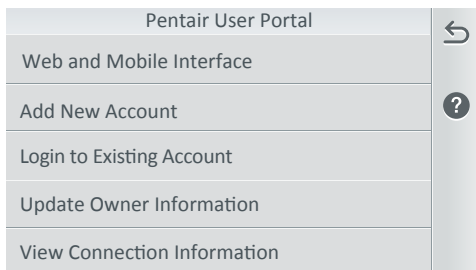 Pentair User Portal
Web and Mobile Interface
Add New Account
?
Login to Existing Account
Update Owner Information
View Connection Information